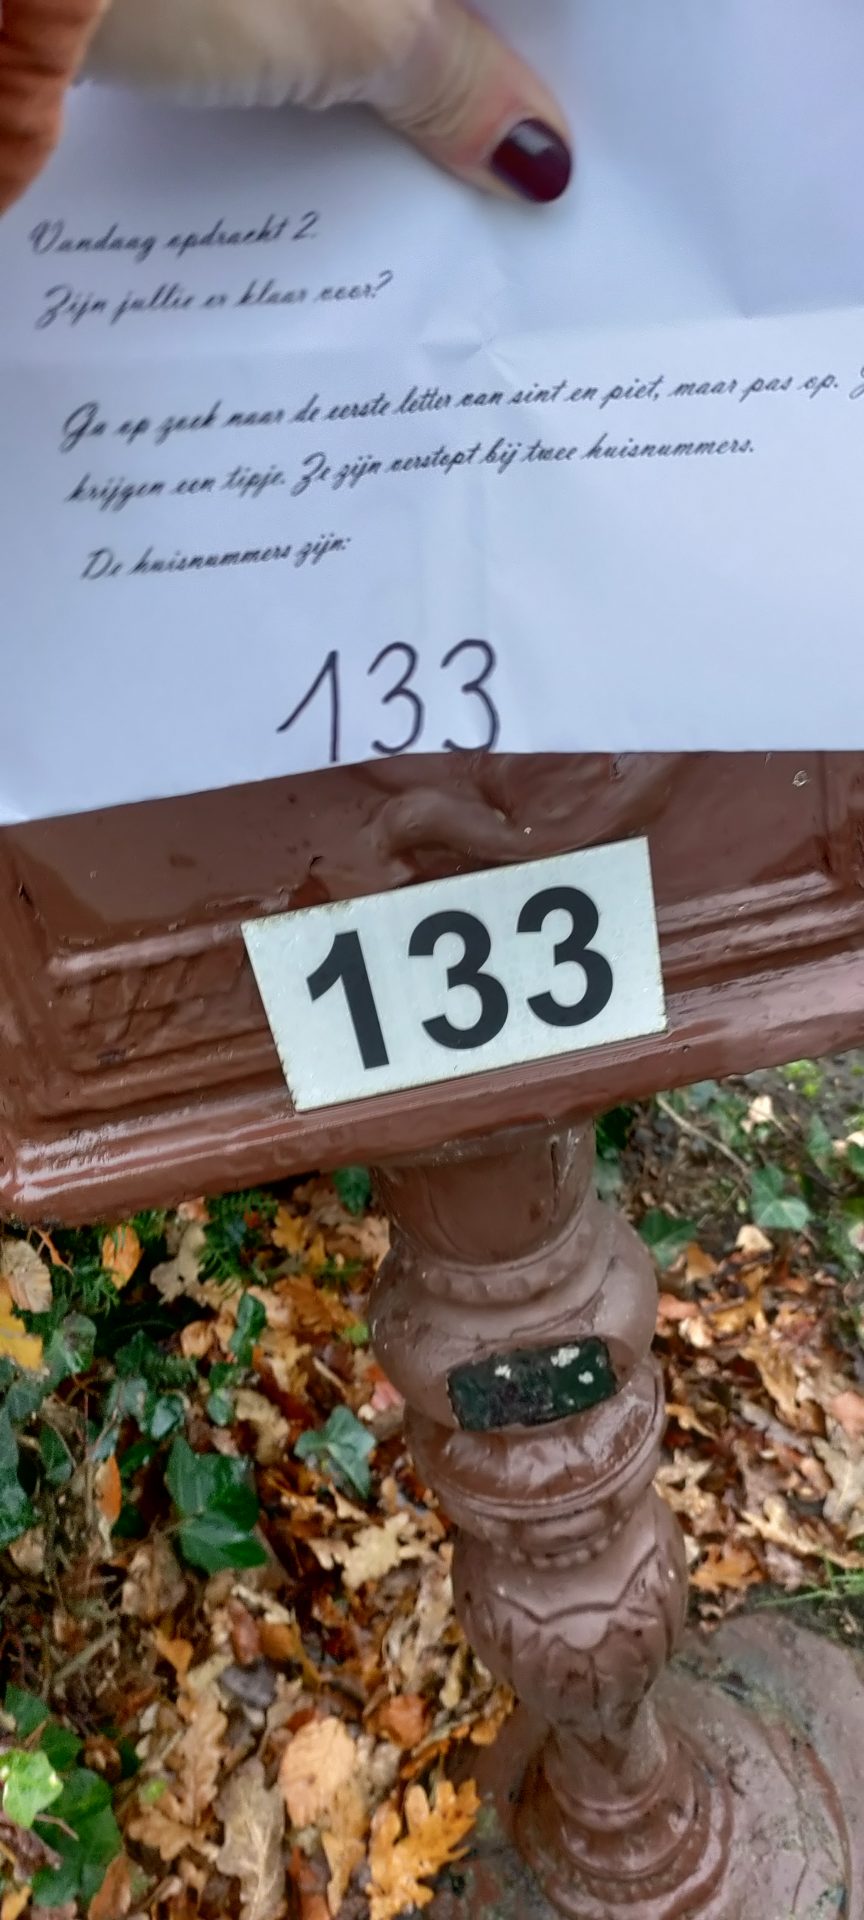 Vandaag opdracht 2.
Zijn jullie er klaar voor?
Ga op zoek naar de eerste letter van sint en piet, maar pas op.
krijgen een tipje. Ze zijn verstopt bij twee huisnummers.
De huisnummers zijn:
133
133